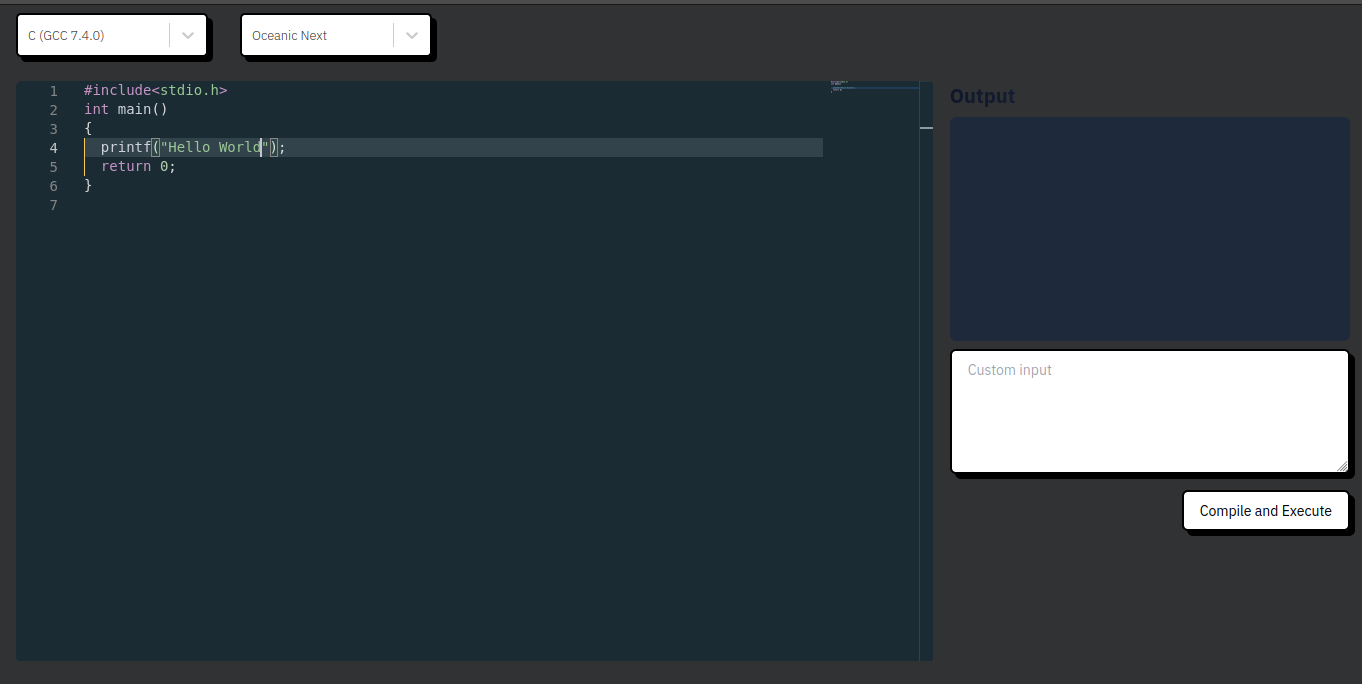 C (GCC 7.4.0)
Oceanic Next
1 #include<stdio.h>
2 int main()
3 {
4   printf("Hello World");
5   return 0;
6 }
7
Output
Custom input
Compile and Execute